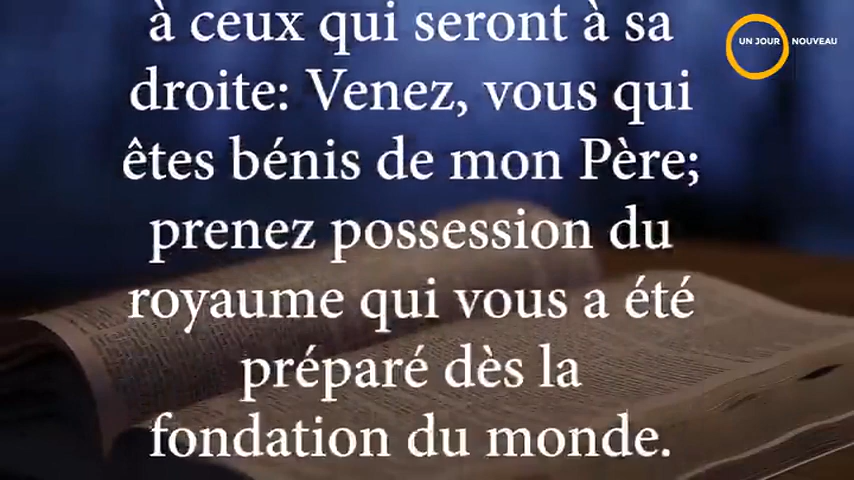 à ceux qui seront à sa
droite: Venez, vous qui
êtes bénis de mon Père;
prenez possession du
royaume qui vous a été
préparé dès la
fondation du monde.
UN JOUR NOUVEAU